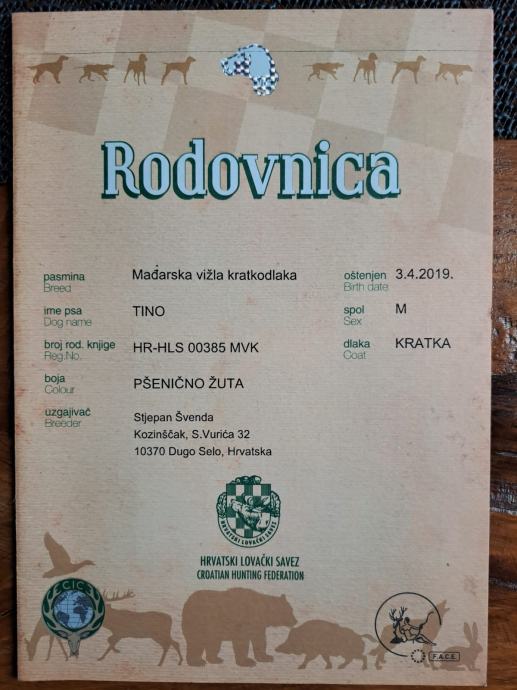 Rodovnica
pasmina Mađarska vižla kratkodlaka oštenjen 3.4.2019.
Breed Birth date
ime psa TINO spol M
Dog name Sex
broj rod. knjige HR-HLS 00385 MVK dlaka KRATKA
Reg.No. Coat
boja PŠENIČNO ŽUTA
Colour
uzgajivač Stjepan Švenda
Breeder Kozinščak, S.Vurića 32
10370 Dugo Selo, Hrvatska
HRVATSKI LOVAČKI SAVEZ
HRVATSKI LOVAČKI SAVEZ
CROATIAN HUNTING FEDERATION
CIC
F.A.C.E.